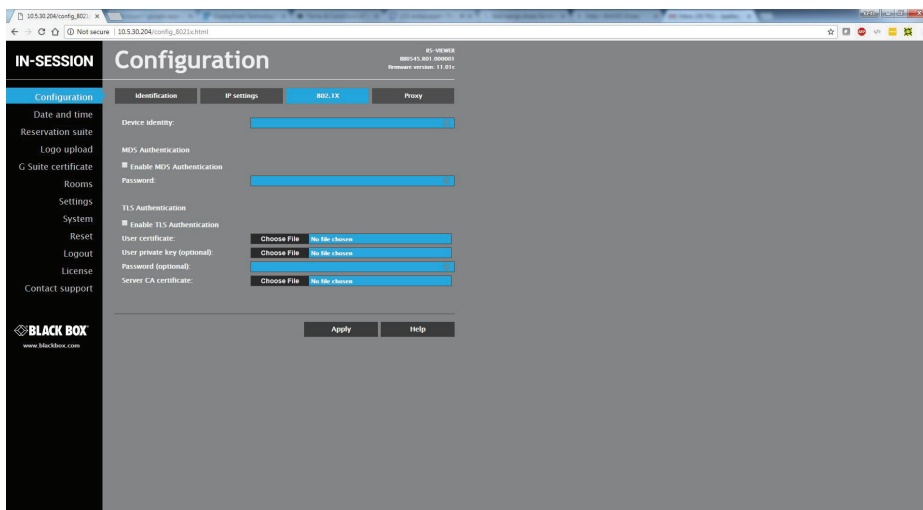 10.5.30.204/config_802
Not secure | 10.5.30.204/config_8021x.html
IN-SESSION
Configuration
RS-VIEWER
Firmware version: 11.01c
Configuration
Date and time
Reservation suite
Logo upload
G Suite certificate
Rooms
Settings
System
Reset
Logout
License
Contact support
BLACK BOX
www.blackbox.com
Identification
IP settings
802.1X
Proxy
Device identity:
MD5 Authentication
Enable MD5 Authentication
Password:
TLS Authentication
Enable TLS Authentication
User certificate:
Choose File No file chosen
User private key (optional):
Choose File No file chosen
Password (optional):
Server CA certificate:
Choose File No file chosen
Apply
Help